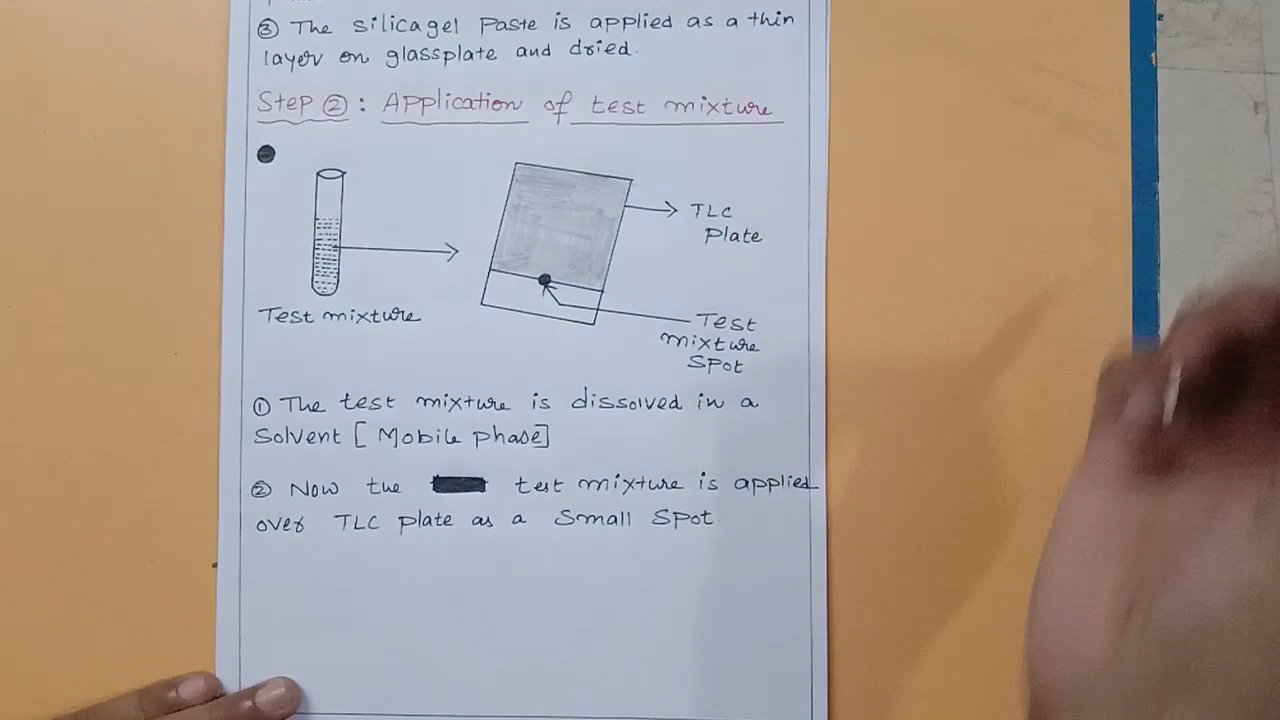 ③ The silicagel Paste is applied as a thin
layer on glassplate and dried.
Step ② : Application of test mixture
TLC
Plate
Test mixture
Test
mixture
Spot
① The test mixture is dissolved in a
Solvent [ Mobile phase]
② Now the test mixture is applied
over TLC plate as a Small Spot.